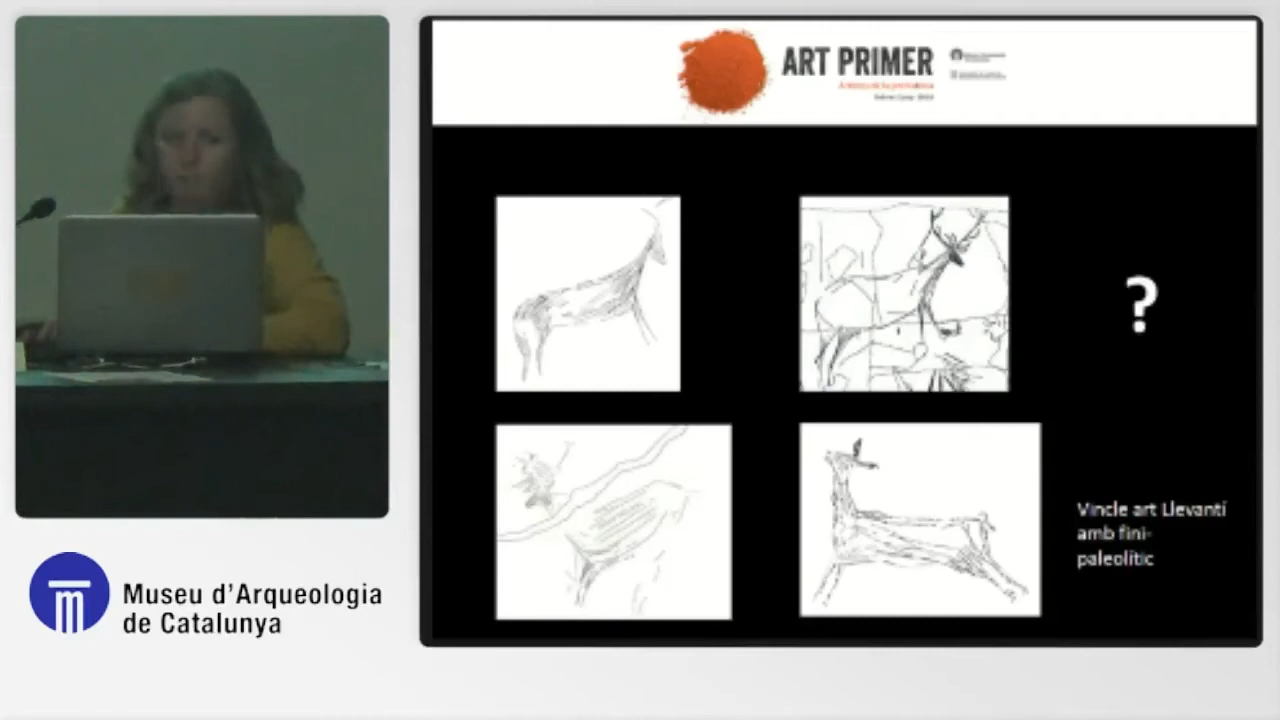 ART PRIMER
?
Vincle art Llevantí
amb fini-
paleolític
Museu d'Arqueologia
de Catalunya